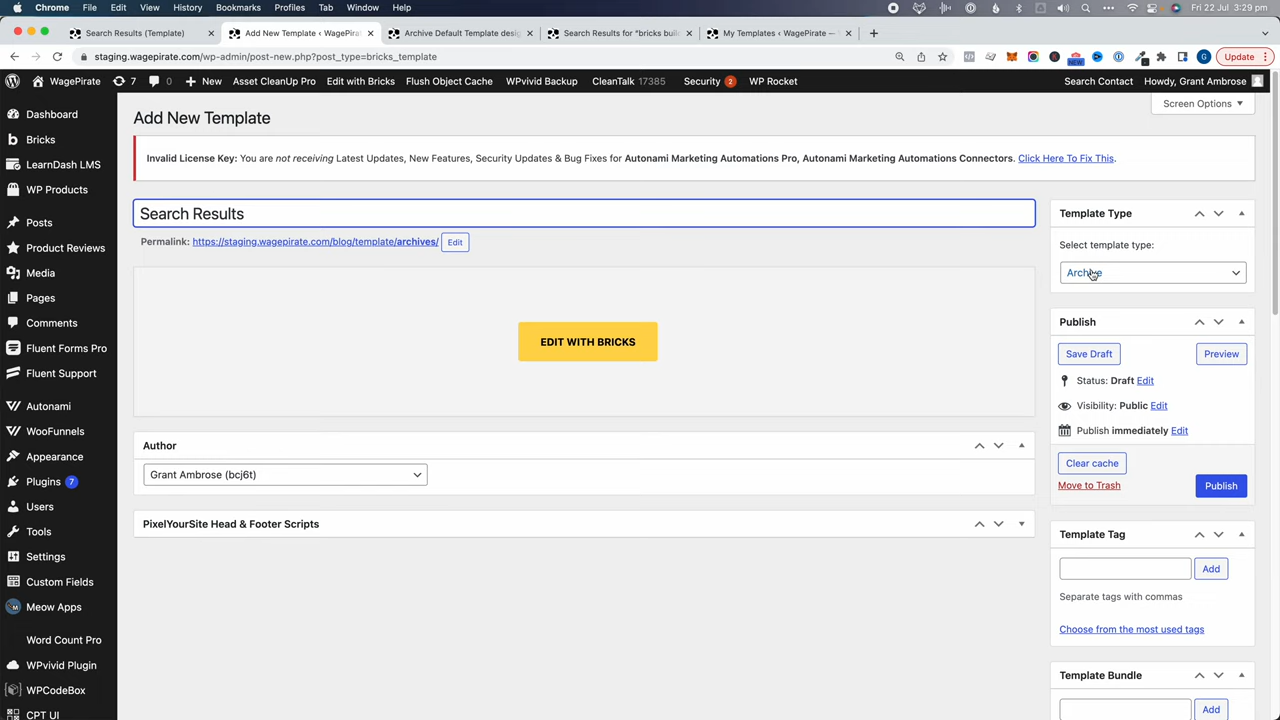 Chrome File Edit View History Bookmarks Profiles Tab Window Help Fri 22 Jul 3:29 pm
Search Results (Template) Add New Template ‹ WagePirate Archive Default Template design Search Results for "bricks buil My Templates ‹ WagePirate —
staging.wagepirate.com/wp-admin/post-new.php?post_type=bricks_template
NEW G Update
WagePirate 7 0 New Asset CleanUp Pro Edit with Bricks Flush Object Cache WPvivid Backup CleanTalk 17385 Security 2 WP Rocket Search Contact Howdy, Grant Ambrose
Screen Options
Dashboard
Bricks
LearnDash LMS
WP Products
Posts
Product Reviews
Media
Pages
Comments
Fluent Forms Pro
Fluent Support
Autonami
WooFunnels
Appearance
Plugins 7
Users
Tools
Settings
Custom Fields
Meow Apps
Word Count Pro
WPvivid Plugin
WPCodeBox
CPT UI
Add New Template
Invalid License Key: You are not receiving Latest Updates, New Features, Security Updates & Bug Fixes for Autonami Marketing Automations Pro, Autonami Marketing Automations Connectors. Click Here To Fix This.
Search Results
Permalink: https://staging.wagepirate.com/blog/template/archives/ Edit
EDIT WITH BRICKS
Author
Grant Ambrose (bcj6t)
PixelYourSite Head & Footer Scripts
Template Type
Select template type:
Archive
Publish
Save Draft Preview
Status: Draft Edit
Visibility: Public Edit
Publish immediately Edit
Clear cache
Move to Trash Publish
Template Tag
Add
Separate tags with commas
Choose from the most used tags
Template Bundle
Add